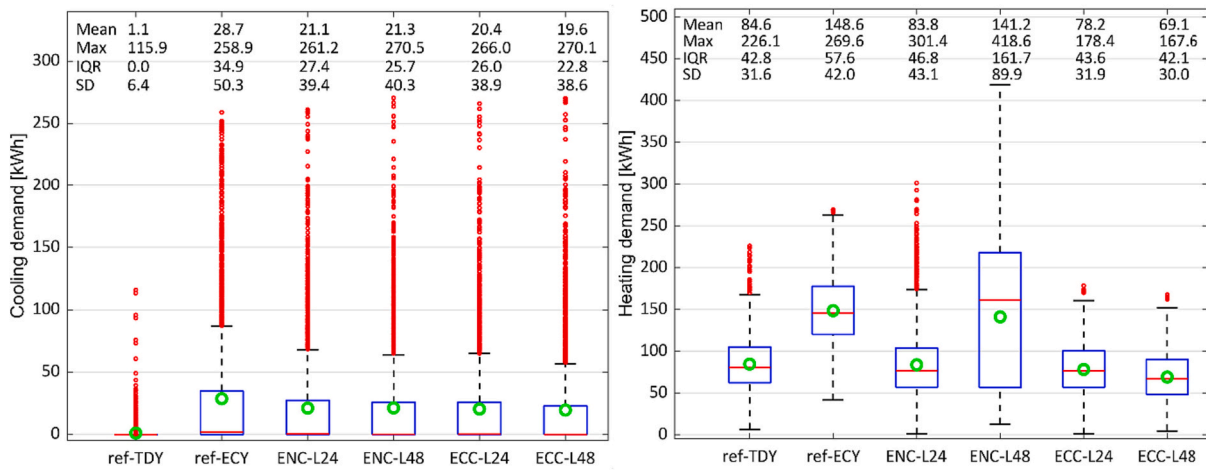 Mean 1.1 28.7 21.1 21.3 20.4 19.6
Max 115.9 258.9 261.2 270.5 266.0 270.1
IQR 0.0 34.9 27.4 25.7 26.0 22.8
SD 6.4 50.3 39.4 40.3 38.9 38.6
300
250
200
150
100
50
0
Cooling demand [kWh]
ref-TDY ref-ECY ENC-L24 ENC-L48 ECC-L24 ECC-L48
Mean 84.6 148.6 83.8 141.2 78.2 69.1
Max 226.1 269.6 301.4 418.6 178.4 167.6
IQR 42.8 57.6 46.8 161.7 43.6 42.1
SD 31.6 42.0 43.1 89.9 31.9 30.0
500
450
400
350
300
250
200
150
100
50
0
Heating demand [kWh]
ref-TDY ref-ECY ENC-L24 ENC-L48 ECC-L24 ECC-L48